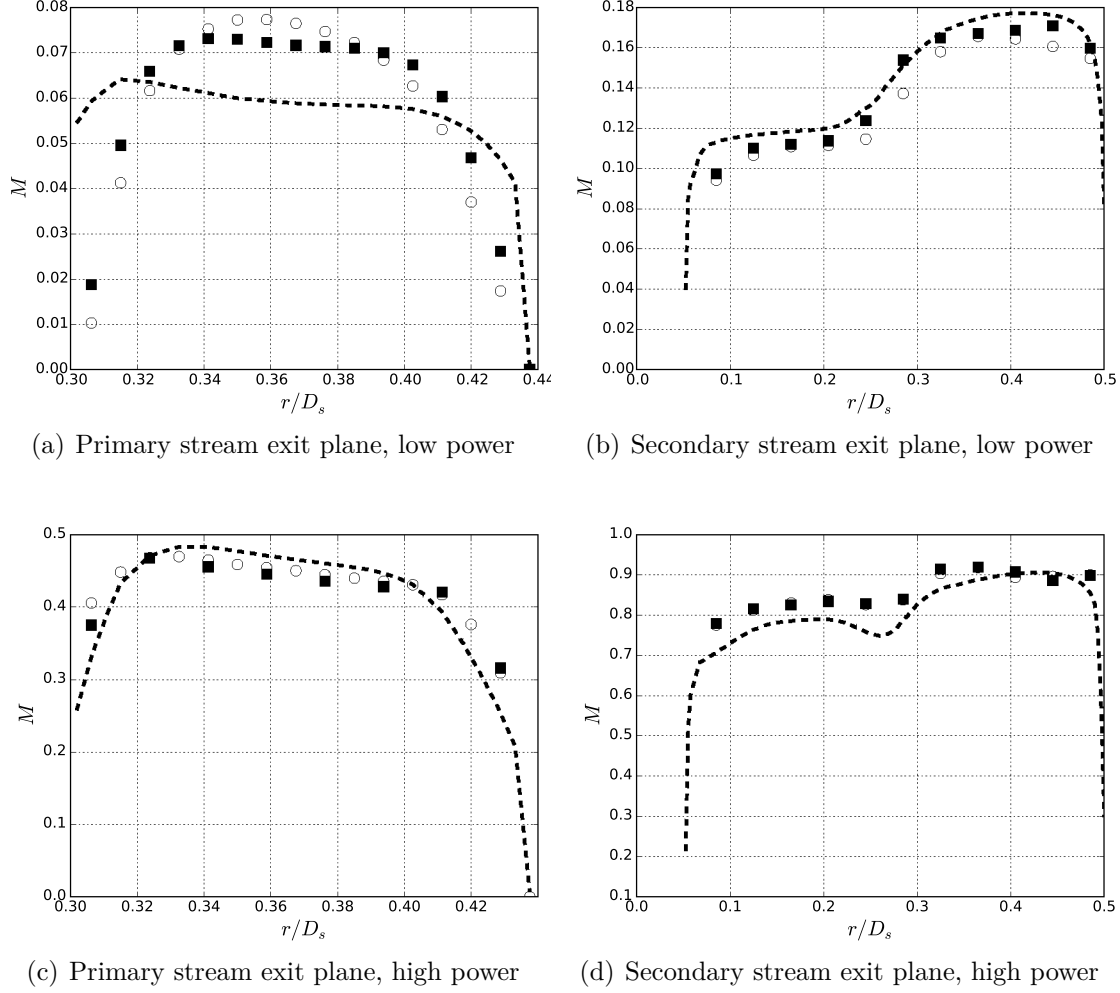 0.08
0.07
0.06
0.05
0.04
0.03
0.02
0.01
0.00
M
0.30 0.32 0.34 0.36 0.38 0.40 0.42 0.44
r/D_s
(a) Primary stream exit plane, low power
0.18
0.16
0.14
0.12
0.10
0.08
0.06
0.04
0.02
0.00
M
0.0 0.1 0.2 0.3 0.4 0.5
r/D_s
(b) Secondary stream exit plane, low power
0.5
0.4
0.3
0.2
0.1
0.0
M
0.30 0.32 0.34 0.36 0.38 0.40 0.42
r/D_s
(c) Primary stream exit plane, high power
1.0
0.9
0.8
0.7
0.6
0.5
0.4
0.3
0.2
0.1
M
0.0 0.1 0.2 0.3 0.4 0.5
r/D_s
(d) Secondary stream exit plane, high power